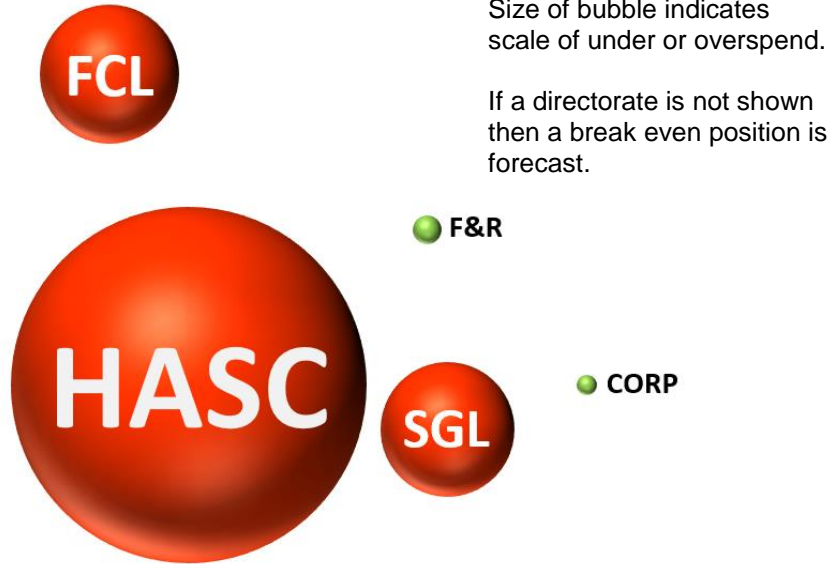 Size of bubble indicates
scale of under or overspend.
If a directorate is not shown
then a break even position is
forecast.
FCL
F&R
HASC
SGL
CORP